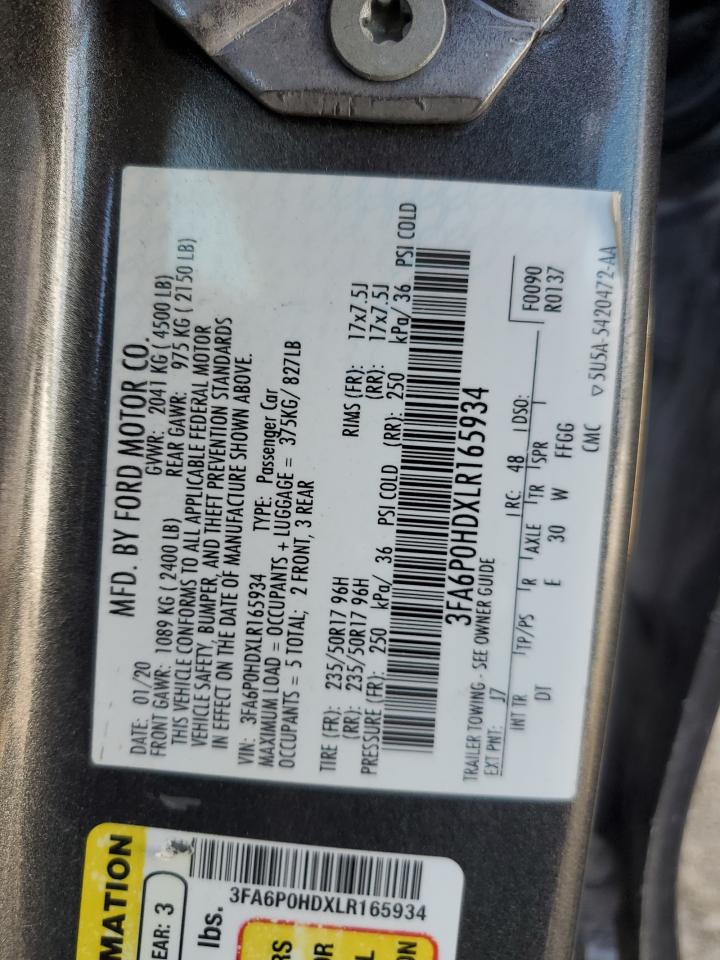 MFD. BY FORD MOTOR CO.
DATE: 01/20 GVWR: 2041 KG ( 4500 LB)
FRONT GAWR: 1089 KG ( 2400 LB) REAR GAWR: 975 KG ( 2150 LB)
THIS VEHICLE CONFORMS TO ALL APPLICABLE FEDERAL MOTOR
VEHICLE SAFETY, BUMPER, AND THEFT PREVENTION STANDARDS
IN EFFECT ON THE DATE OF MANUFACTURE SHOWN ABOVE.
VIN: 3FA6P0HDXLR165934 TYPE: Passenger Car
MAXIMUM LOAD = OCCUPANTS + LUGGAGE = 375KG/ 827LB
OCCUPANTS = 5 TOTAL; 2 FRONT, 3 REAR
TIRE (FR): 235/50R17 96H RIMS (FR): 17x7.5J
(RR): 235/50R17 96H (RR): 17x7.5J
PRESSURE (FR): 250 kPa/ 36 PSI COLD (RR): 250 kPa/ 36 PSI COLD
3FA6P0HDXLR165934
TRAILER TOWING - SEE OWNER GUIDE
EXT PNT: J7 RC: 48 DSO: F0090
R0137
INT TR TP/PS R AXLE TR SPR
DT E 30 W FFGG
CMC ▽5U5A-5420472-AA
MATION
EAR: 3
lbs.
3FA6P0HDXLR165934
RS
OR
L
ON